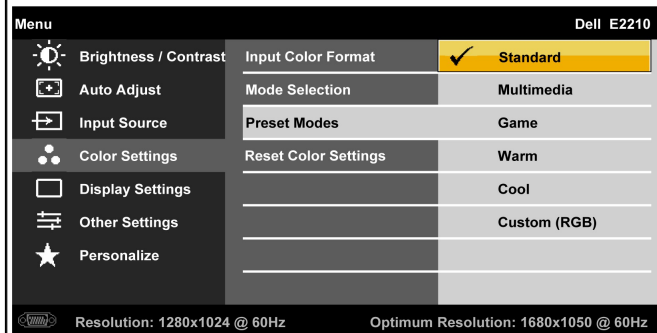 Menu Dell E2210
Brightness / Contrast Input Color Format Standard
Auto Adjust Mode Selection Multimedia
Input Source Preset Modes Game
Color Settings Reset Color Settings Warm
Display Settings Cool
Other Settings Custom (RGB)
Personalize
Resolution: 1280x1024 @ 60Hz Optimum Resolution: 1680x1050 @ 60Hz